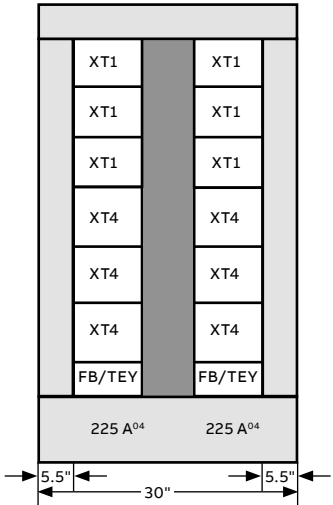 XT1 XT1
XT1 XT1
XT1 XT1
XT4 XT4
XT4 XT4
XT4 XT4
FB/TEY FB/TEY
225 A⁰⁴ 225 A⁰⁴
5.5" 5.5"
30"